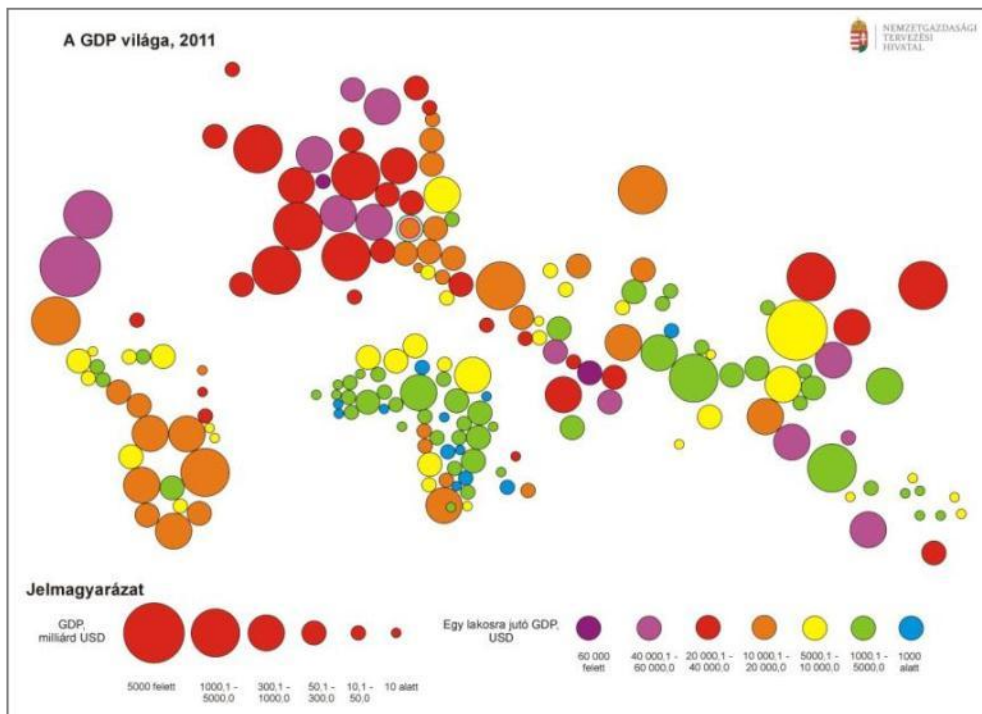 A GDP világa, 2011
NEMZETGAZDASÁGI
TERVEZÉSI
HIVATAL
Jelmagyarázat
GDP,
milliárd USD
5000 felett
1000,1 -
5000,0
300,1 -
1000,0
50,1 -
300,0
10,1 -
50,0
10 alatt
Egy lakosra jutó GDP,
USD
60 000
felett
40 000,1 -
60 000,0
20 000,1 -
40 000,0
10 000,1 -
20 000,0
5000,1 -
10 000,0
1000,1 -
5000,0
1000
alatt